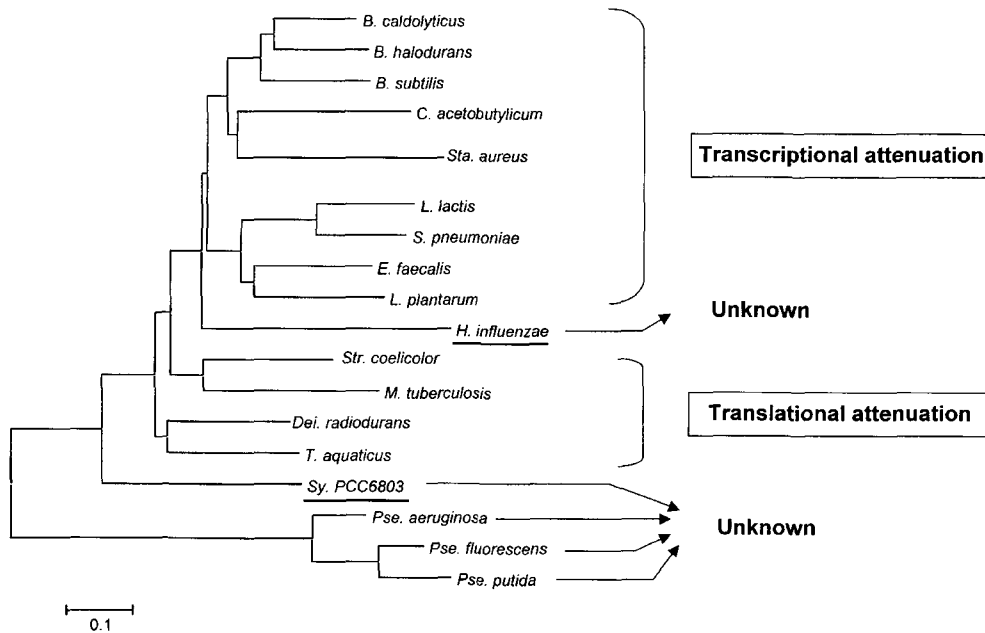 B. caldolyticus
B. halodurans
B. subtilis
C. acetobutylicum
Sta. aureus
Transcriptional attenuation
L. lactis
S. pneumoniae
E. faecalis
L. plantarum
Unknown
H. influenzae
Str. coelicolor
M. tuberculosis
Translational attenuation
Dei. radiodurans
T. aquaticus
Sy. PCC6803
Pse. aeruginosa
Unknown
Pse. fluorescens
Pse. putida
0.1